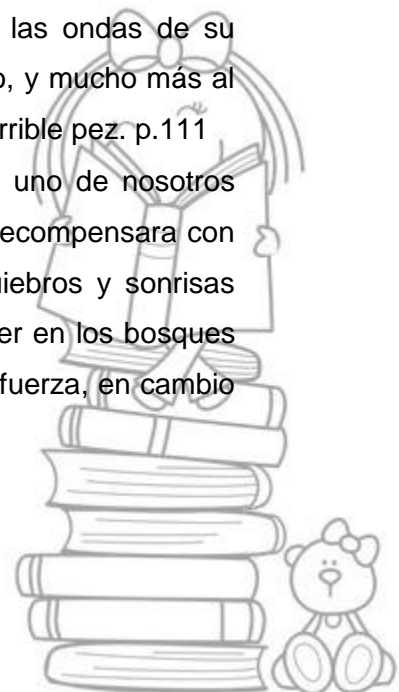 las ondas de su
o, y mucho más al
rrible pez. p.111
uno de nosotros
ecompensara con
uiebros y sonrisas
er en los bosques
fuerza, en cambio